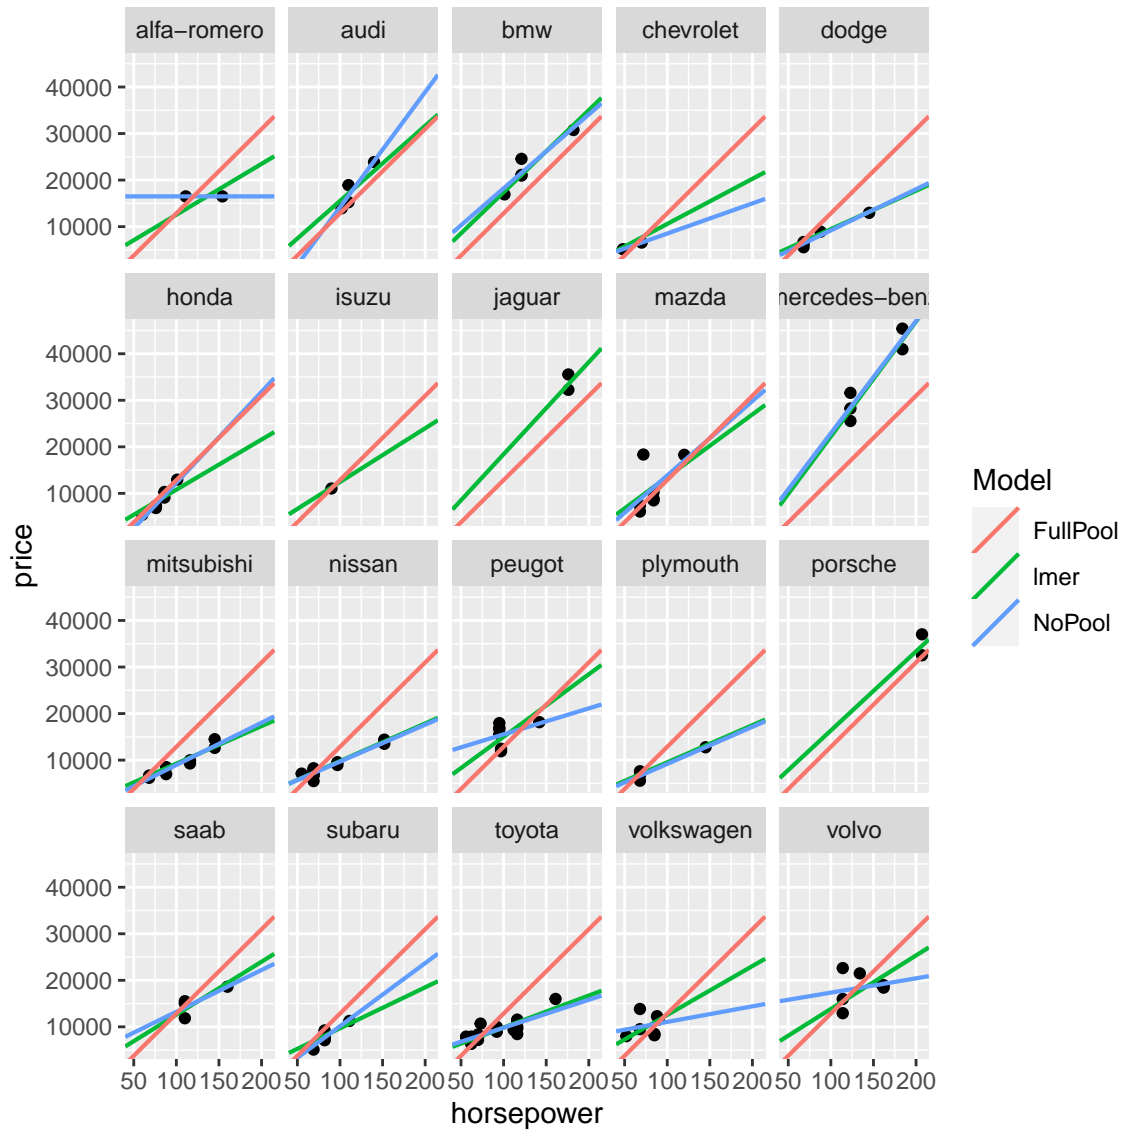 alfa−romero audi bmw chevrolet dodge
40000
30000
20000
10000
honda isuzu jaguar mazda mercedes−benz
40000
30000
20000
10000
mitsubishi nissan peugot plymouth porsche
40000
30000
20000
10000
saab subaru toyota volkswagen volvo
40000
30000
20000
10000
50 100 150 200 50 100 150 200 50 100 150 200 50 100 150 200 50 100 150 200
horsepower
price
Model
FullPool
lmer
NoPool